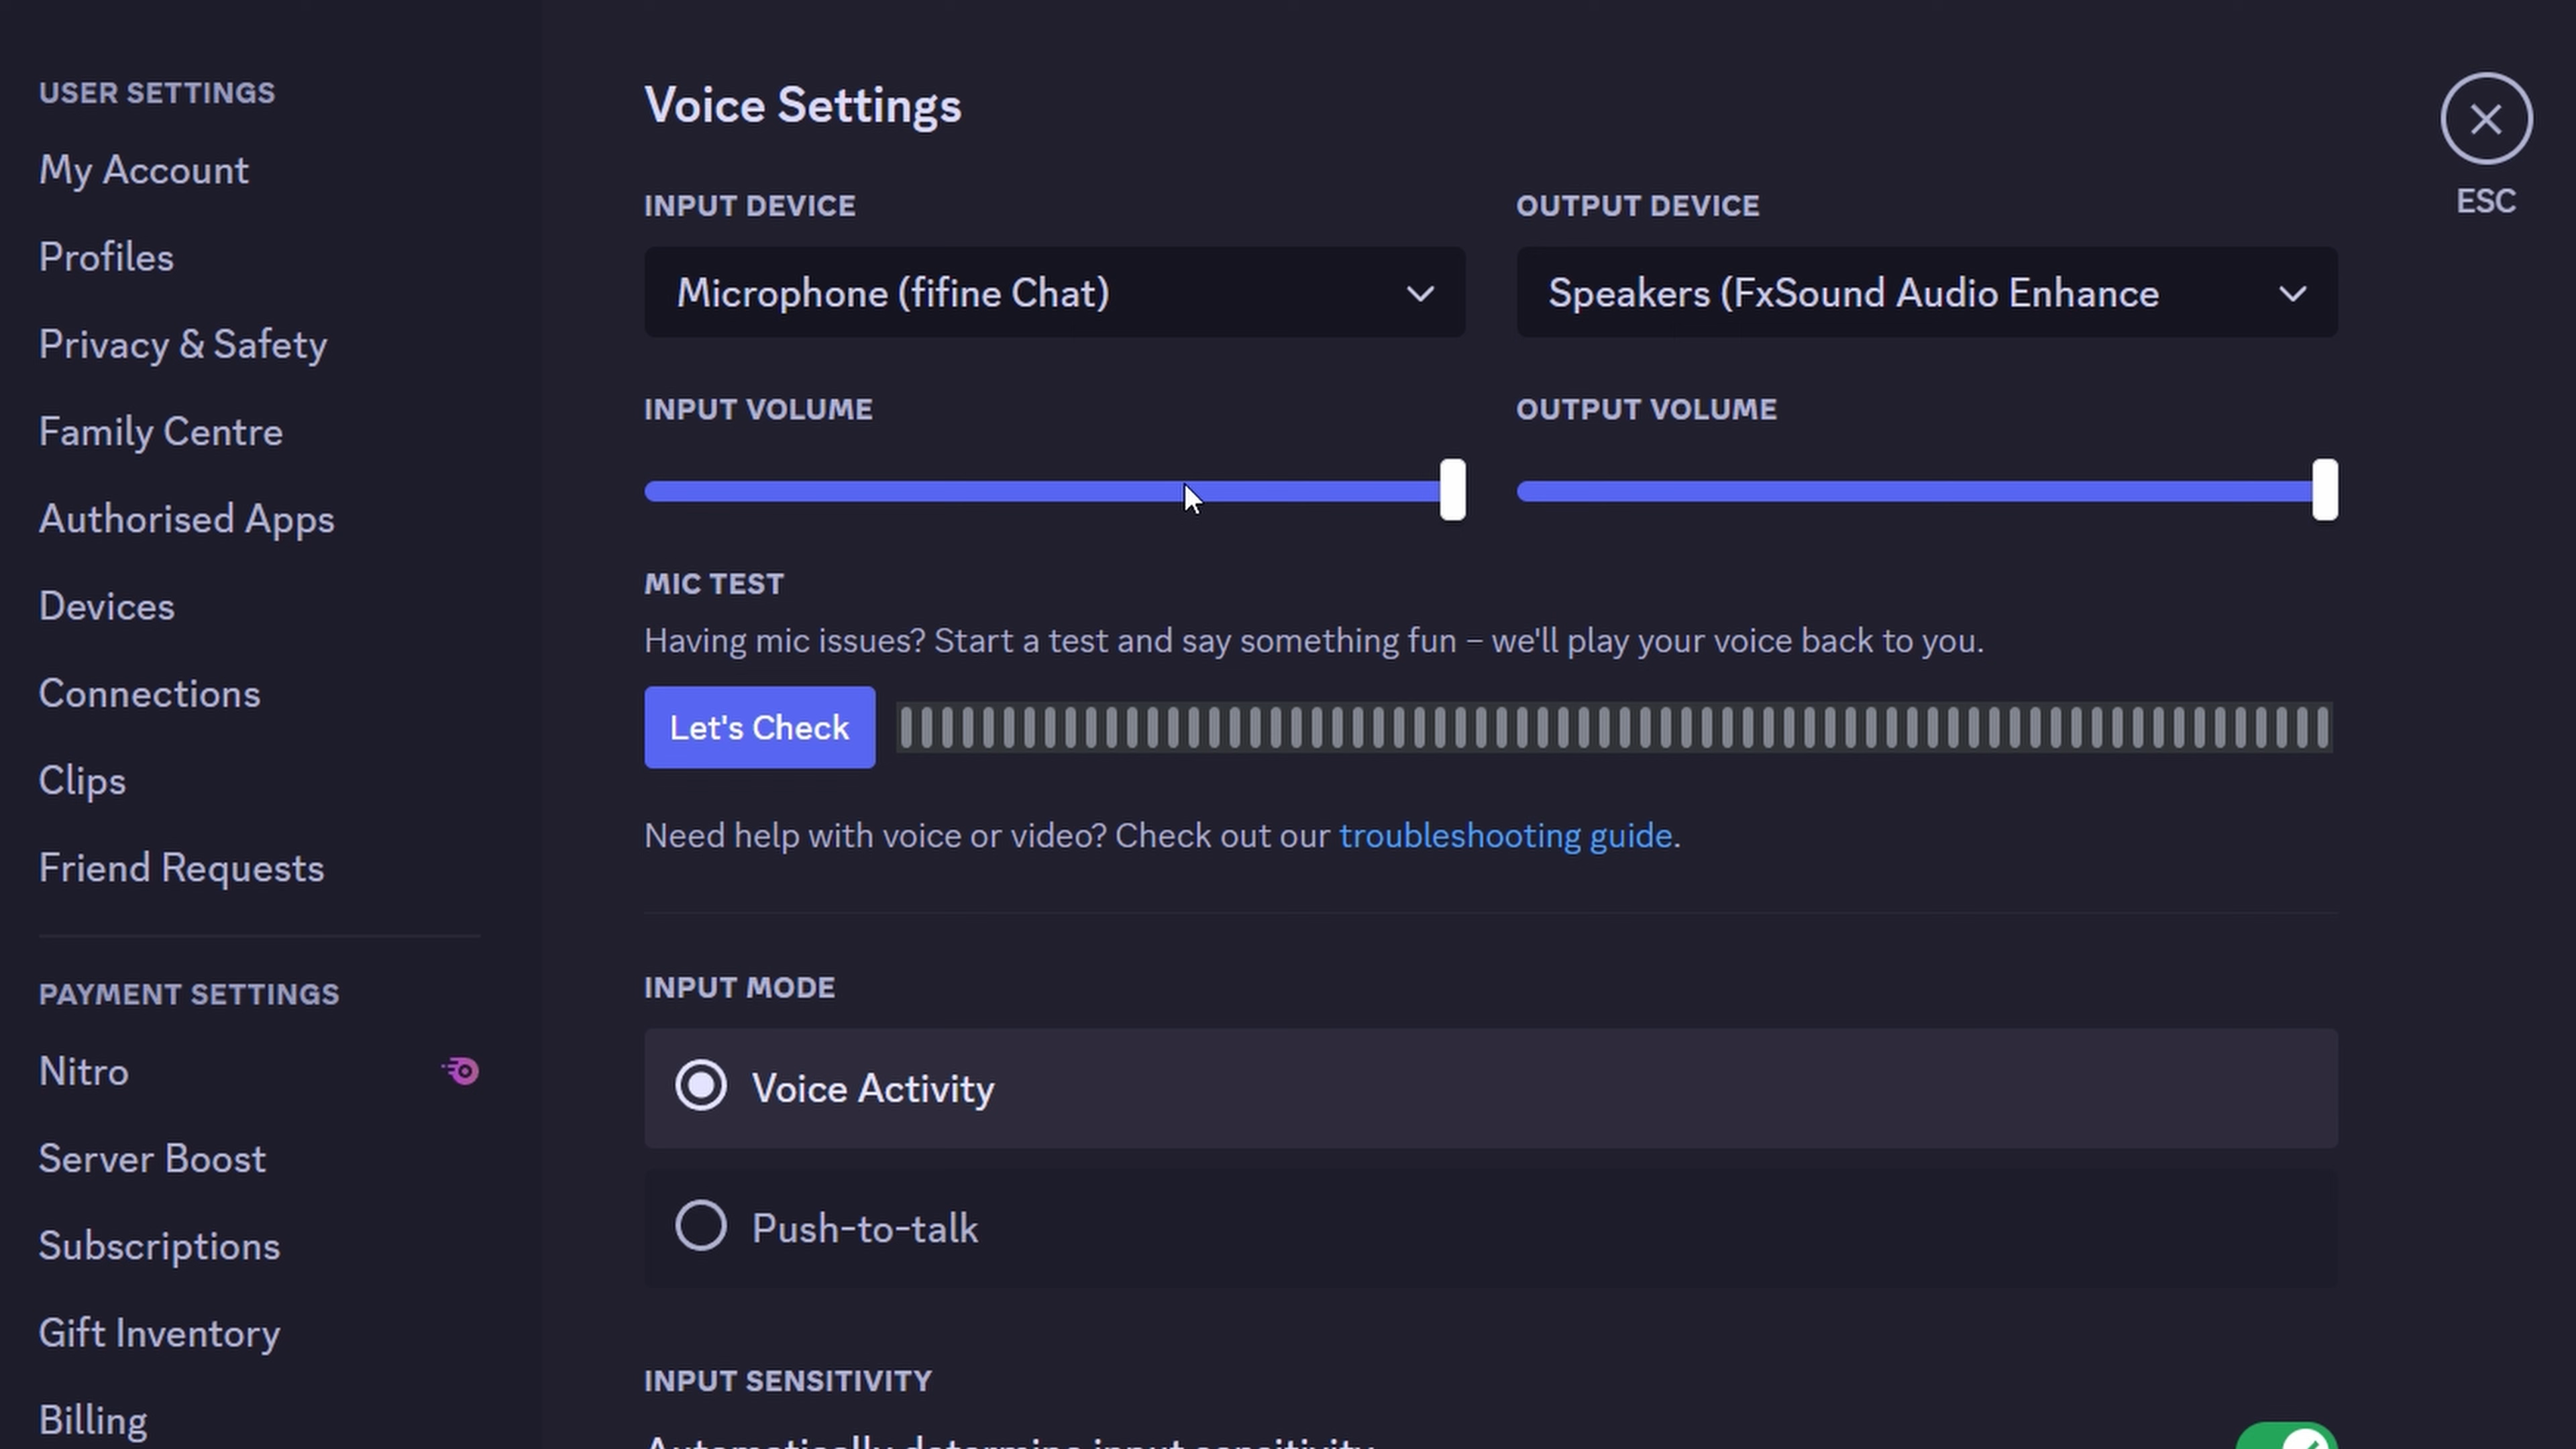 USER SETTINGS
My Account
Profiles
Privacy & Safety
Family Centre
Authorised Apps
Devices
Connections
Clips
Friend Requests
PAYMENT SETTINGS
Nitro
Server Boost
Subscriptions
Gift Inventory
Billing
Voice Settings
INPUT DEVICE
Microphone (fifine Chat)
OUTPUT DEVICE
Speakers (FxSound Audio Enhance
INPUT VOLUME
OUTPUT VOLUME
MIC TEST
Having mic issues? Start a test and say something fun – we'll play your voice back to you.
Let's Check
Need help with voice or video? Check out our troubleshooting guide.
INPUT MODE
Voice Activity
Push-to-talk
INPUT SENSITIVITY
Automatically determine input sensitivity
ESC